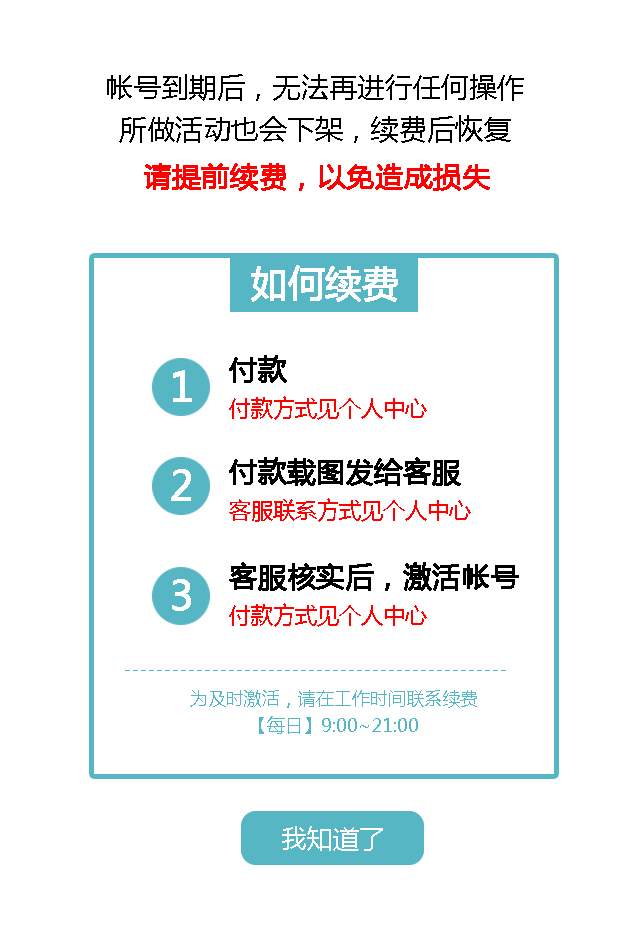 帐号到期后，无法再进行任何操作
所做活动也会下架，续费后恢复
请提前续费，以免造成损失
如何续费
1
付款
付款方式见个人中心
2
付款载图发给客服
客服联系方式见个人中心
3
客服核实后，激活帐号
付款方式见个人中心
为及时激活，请在工作时间联系续费
【每日】9:00~21:00
我知道了